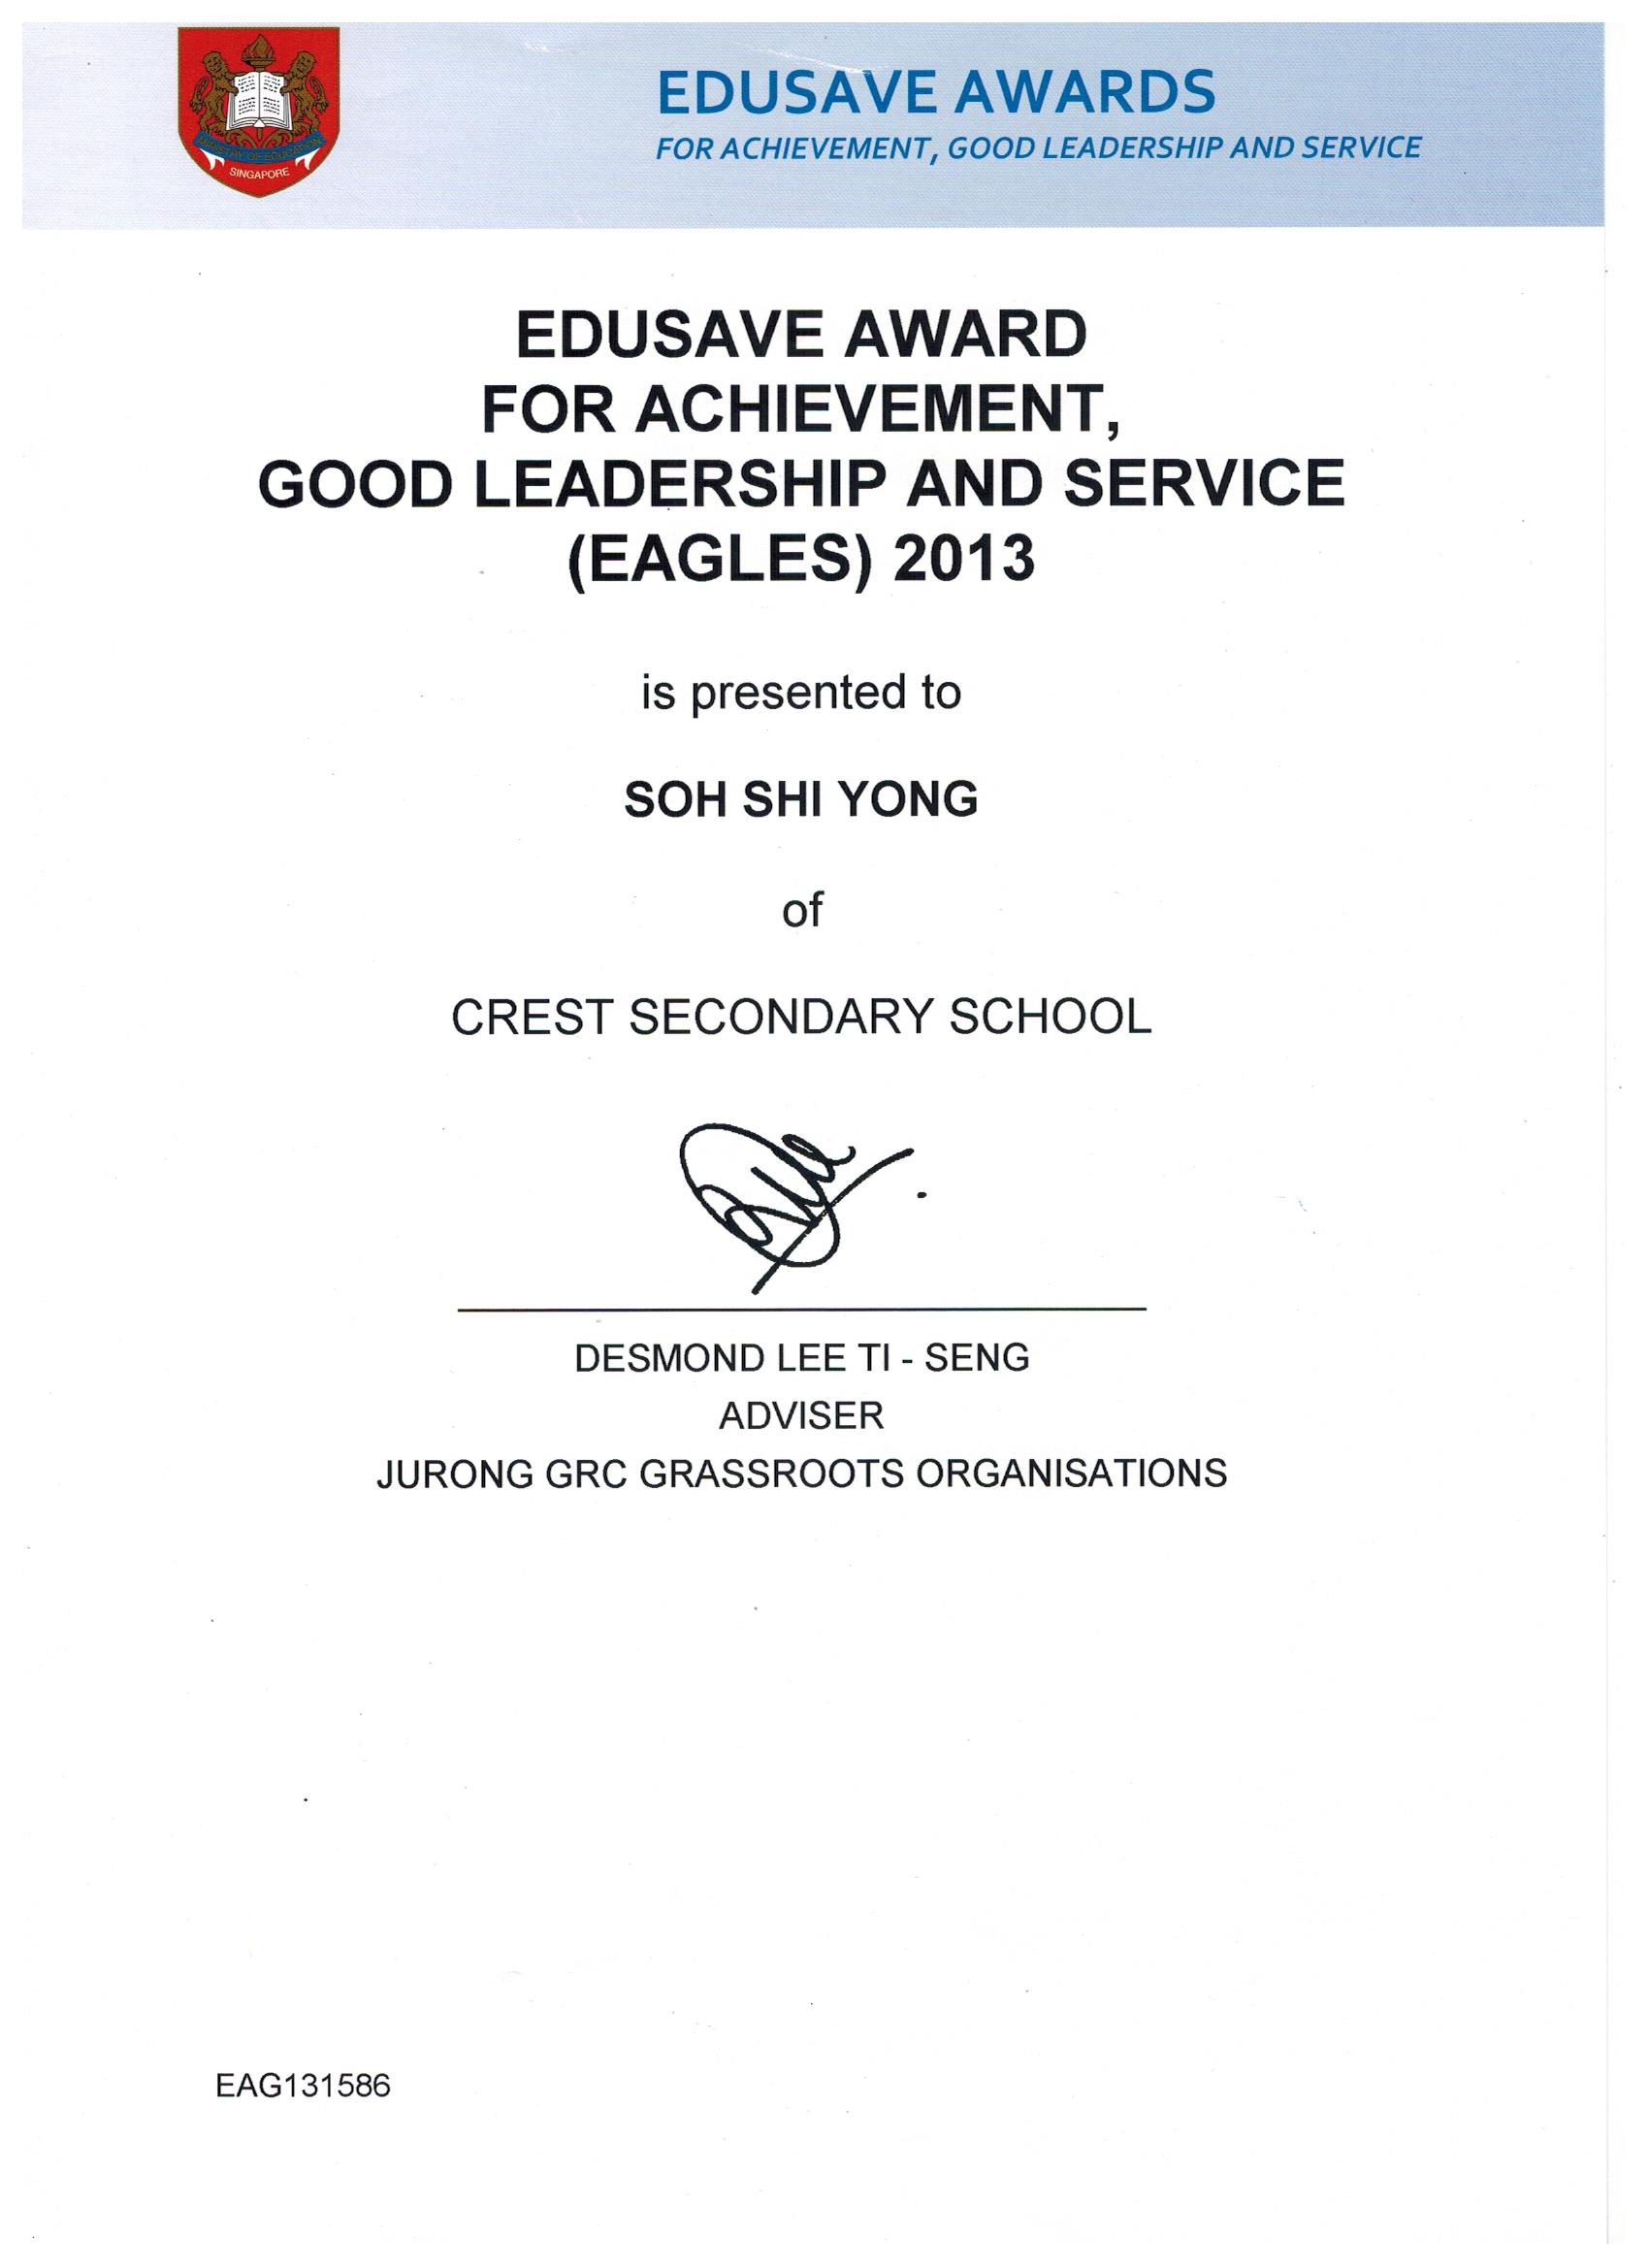 MINISTRY OF EDUCATION
SINGAPORE
EDUSAVE AWARDS
FOR ACHIEVEMENT, GOOD LEADERSHIP AND SERVICE
EDUSAVE AWARD
FOR ACHIEVEMENT,
GOOD LEADERSHIP AND SERVICE
(EAGLES) 2013
is presented to
SOH SHI YONG
of
CREST SECONDARY SCHOOL
DESMOND LEE TI - SENG
ADVISER
JURONG GRC GRASSROOTS ORGANISATIONS
EAG131586